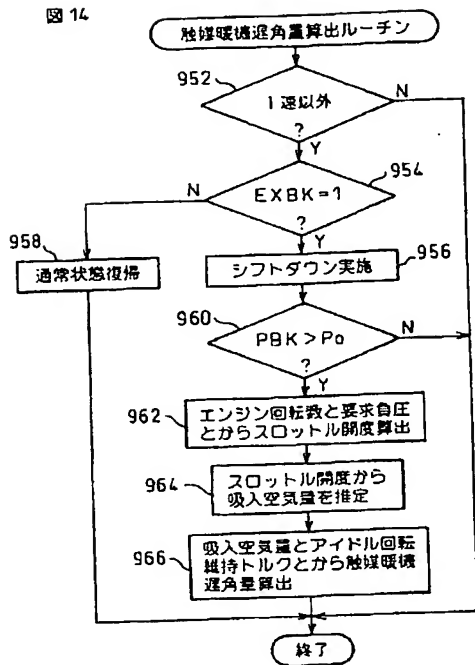 図14
触媒暖機遅角量算出ルーチン
952
1速以外
?
N
Y
954
EXBK=1
?
N
Y
958
通常状態復帰
シフトダウン実施
956
960
PBK>Po
?
N
Y
962
エンジン回転数と要求負圧
とからスロットル開度算出
964
スロットル開度から
吸入空気量を推定
966
吸入空気量とアイドル回転
維持トルクとから触媒暖機
遅角量算出
終了